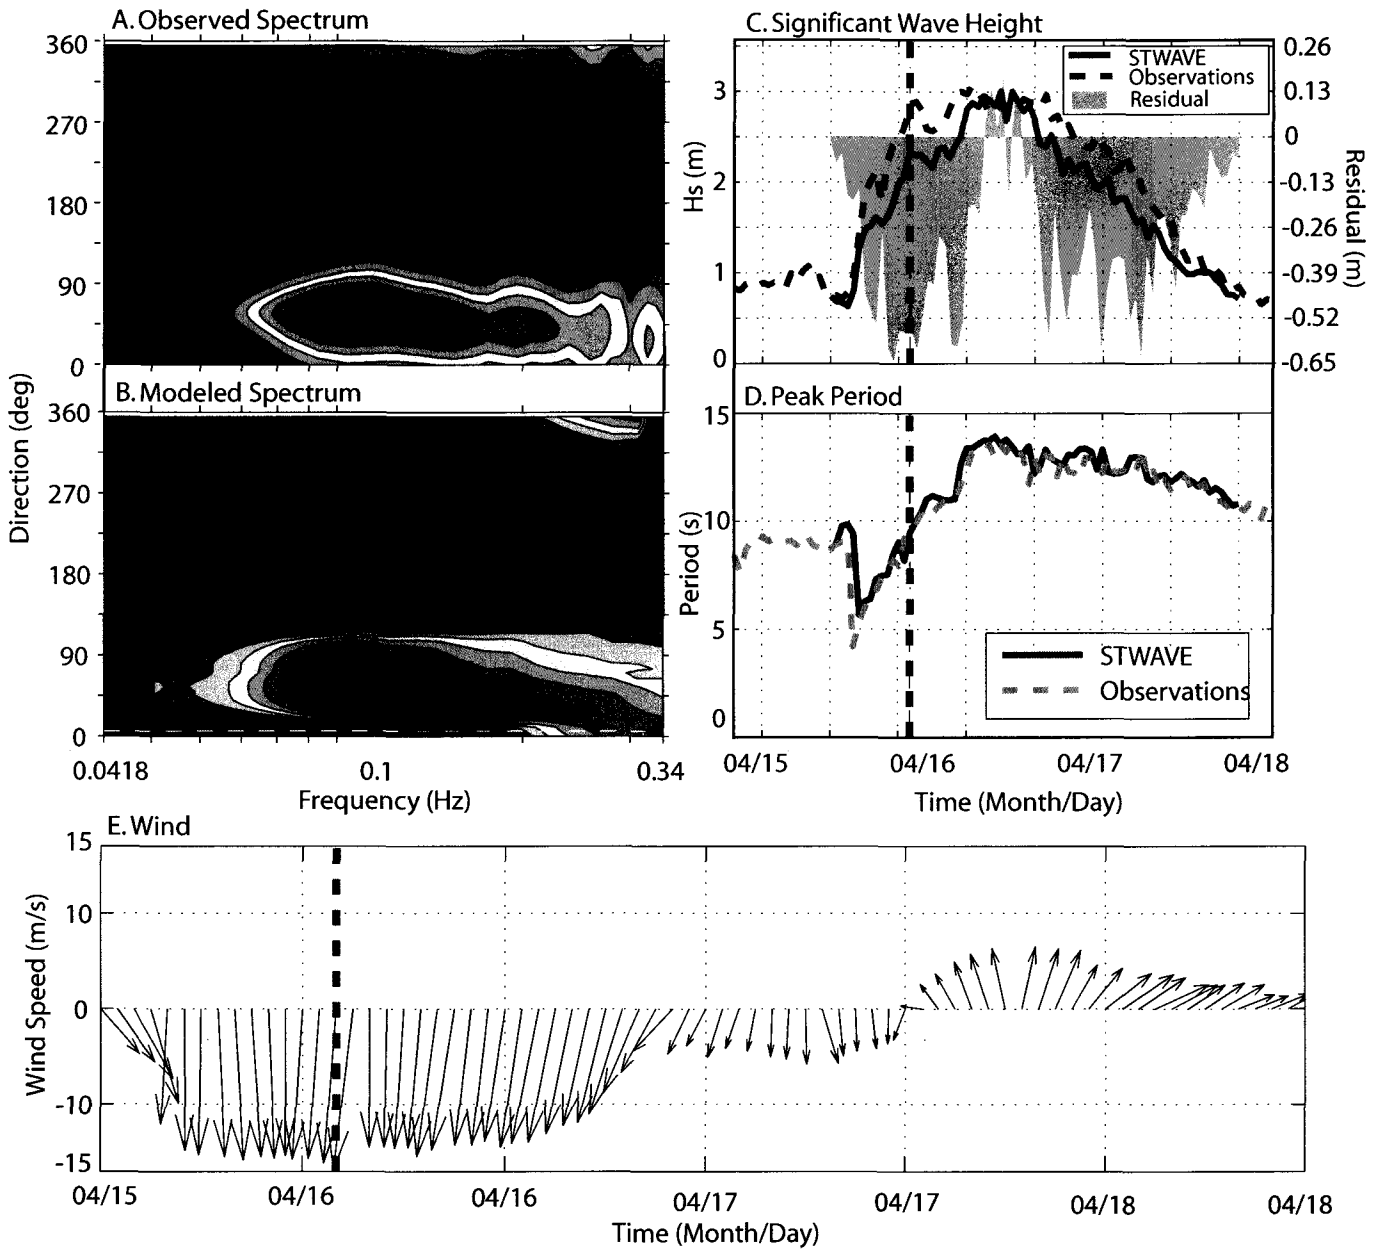 A. Observed Spectrum
360
270
180
90
0
B. Modeled Spectrum
360
270
180
90
0
Direction (deg)
0.0418
0.1
0.34
Frequency (Hz)
C. Significant Wave Height
STWAVE
Observations
Residual
3
2
1
0
Hs (m)
0.26
0.13
0
-0.13
-0.26
-0.39
-0.52
-0.65
Residual (m)
D. Peak Period
15
10
5
0
Period (s)
STWAVE
Observations
04/15
04/16
04/17
04/18
Time (Month/Day)
E. Wind
15
10
0
-10
-15
Wind Speed (m/s)
04/15
04/16
04/16
04/17
04/17
04/18
04/18
Time (Month/Day)